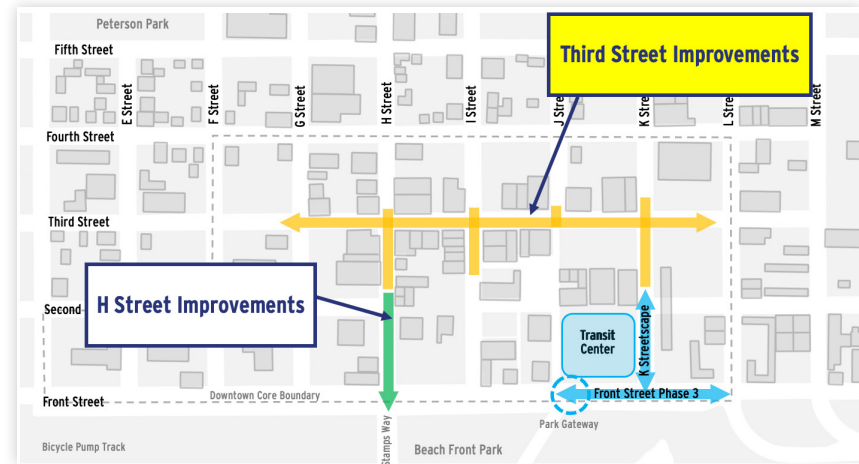 Peterson Park
Fifth Street
Third Street Improvements
E Street
F Street
G Street
H Street
I Street
K Street
M Street
Fourth Street
Third Street
H Street Improvements
Second
Transit
Center
K Streetscape
Downtown Core Boundary
Front Street Phase 3
Front Street
Park Gateway
Stamps Way
Bicycle Pump Track
Beach Front Park